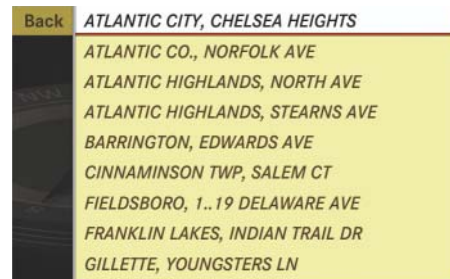 Back
ATLANTIC CITY, CHELSEA HEIGHTS
ATLANTIC CO., NORFOLK AVE
ATLANTIC HIGHLANDS, NORTH AVE
ATLANTIC HIGHLANDS, STEARNS AVE
BARRINGTON, EDWARDS AVE
CINNAMINSON TWP, SALEM CT
FIELDSBORO, 1..19 DELAWARE AVE
FRANKLIN LAKES, INDIAN TRAIL DR
GILLETTE, YOUNGSTERS LN
NW